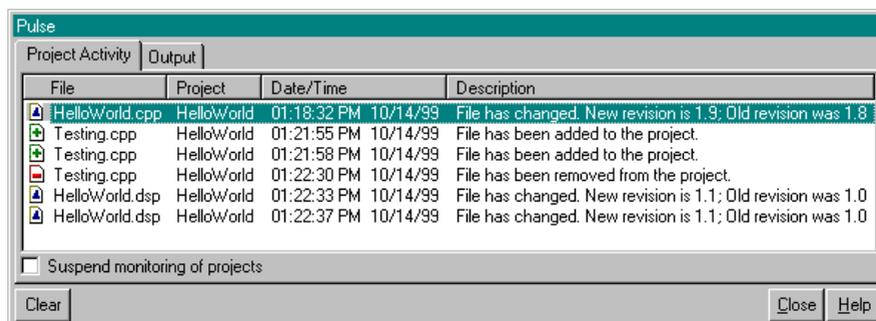 Pulse
Project Activity Output
File Project Date/Time Description
HelloWorld.cpp HelloWorld 01:18:32 PM 10/14/99 File has changed. New revision is 1.9; Old revision was 1.8
Testing.cpp HelloWorld 01:21:55 PM 10/14/99 File has been added to the project.
Testing.cpp HelloWorld 01:21:58 PM 10/14/99 File has been added to the project.
Testing.cpp HelloWorld 01:22:30 PM 10/14/99 File has been removed from the project.
HelloWorld.dsp HelloWorld 01:22:33 PM 10/14/99 File has changed. New revision is 1.1; Old revision was 1.0
HelloWorld.dsp HelloWorld 01:22:37 PM 10/14/99 File has changed. New revision is 1.1; Old revision was 1.0
Suspend monitoring of projects
Clear Close Help